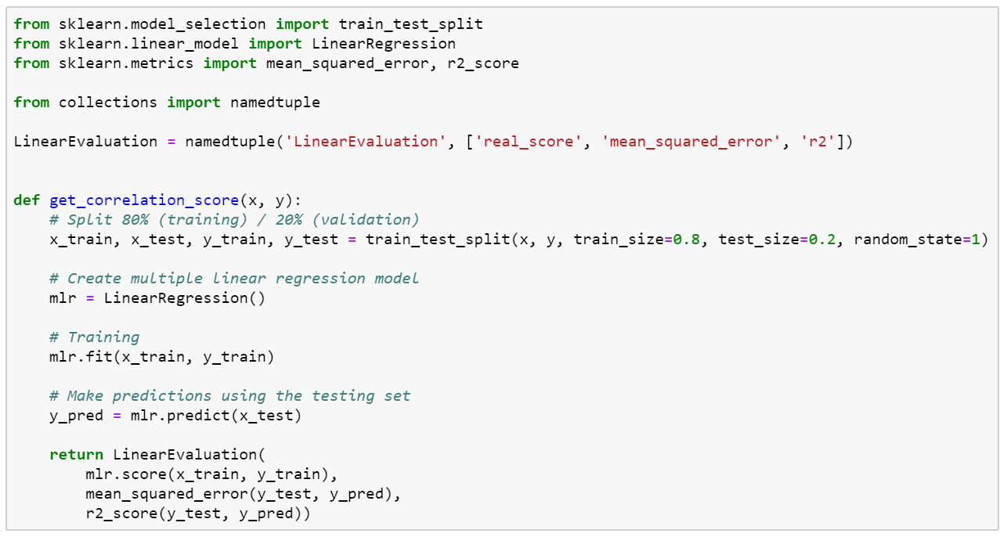 from sklearn.model_selection import train_test_split
from sklearn.linear_model import LinearRegression
from sklearn.metrics import mean_squared_error, r2_score

from collections import namedtuple

LinearEvaluation = namedtuple('LinearEvaluation', ['real_score', 'mean_squared_error', 'r2'])


def get_correlation_score(x, y):
    # Split 80% (training) / 20% (validation)
    x_train, x_test, y_train, y_test = train_test_split(x, y, train_size=0.8, test_size=0.2, random_state=1)

    # Create multiple linear regression model
    mlr = LinearRegression()

    # Training
    mlr.fit(x_train, y_train)

    # Make predictions using the testing set
    y_pred = mlr.predict(x_test)

    return LinearEvaluation(
        mlr.score(x_train, y_train),
        mean_squared_error(y_test, y_pred),
        r2_score(y_test, y_pred))